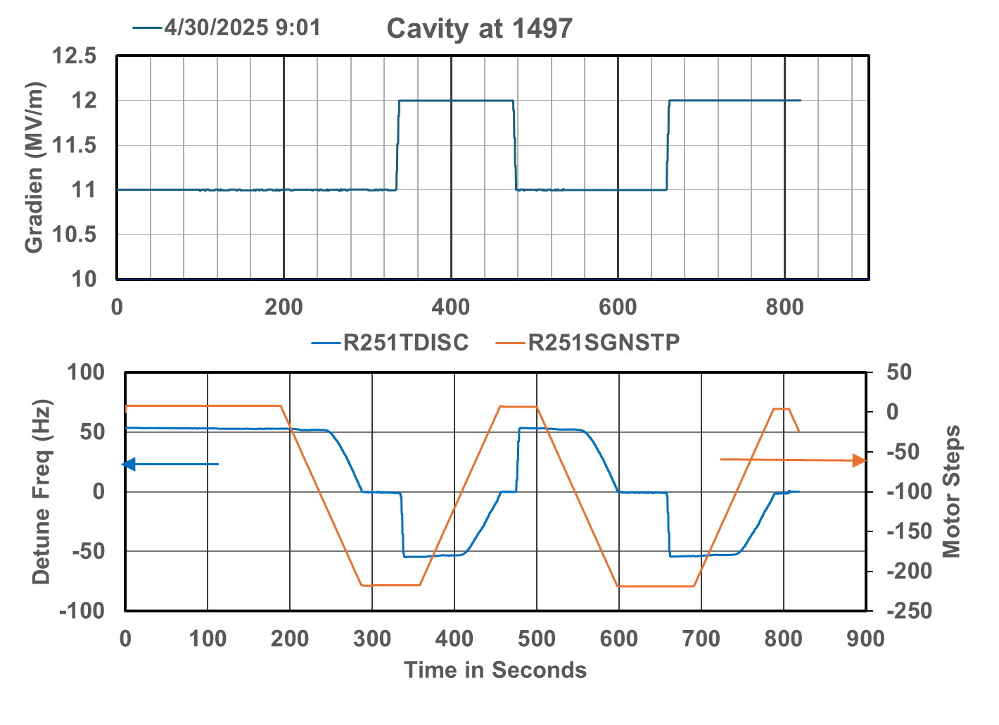 4/30/2025 9:01 Cavity at 1497
12.5
12
11.5
11
10.5
10
Gradien (MV/m)
0 200 400 600 800
R251TDISC R251SGNSTP
100 50
50 0
0 -50
-50 -100
-100 -150
-200
-250
Detune Freq (Hz)
Motor Steps
0 100 200 300 400 500 600 700 800 900
Time in Seconds